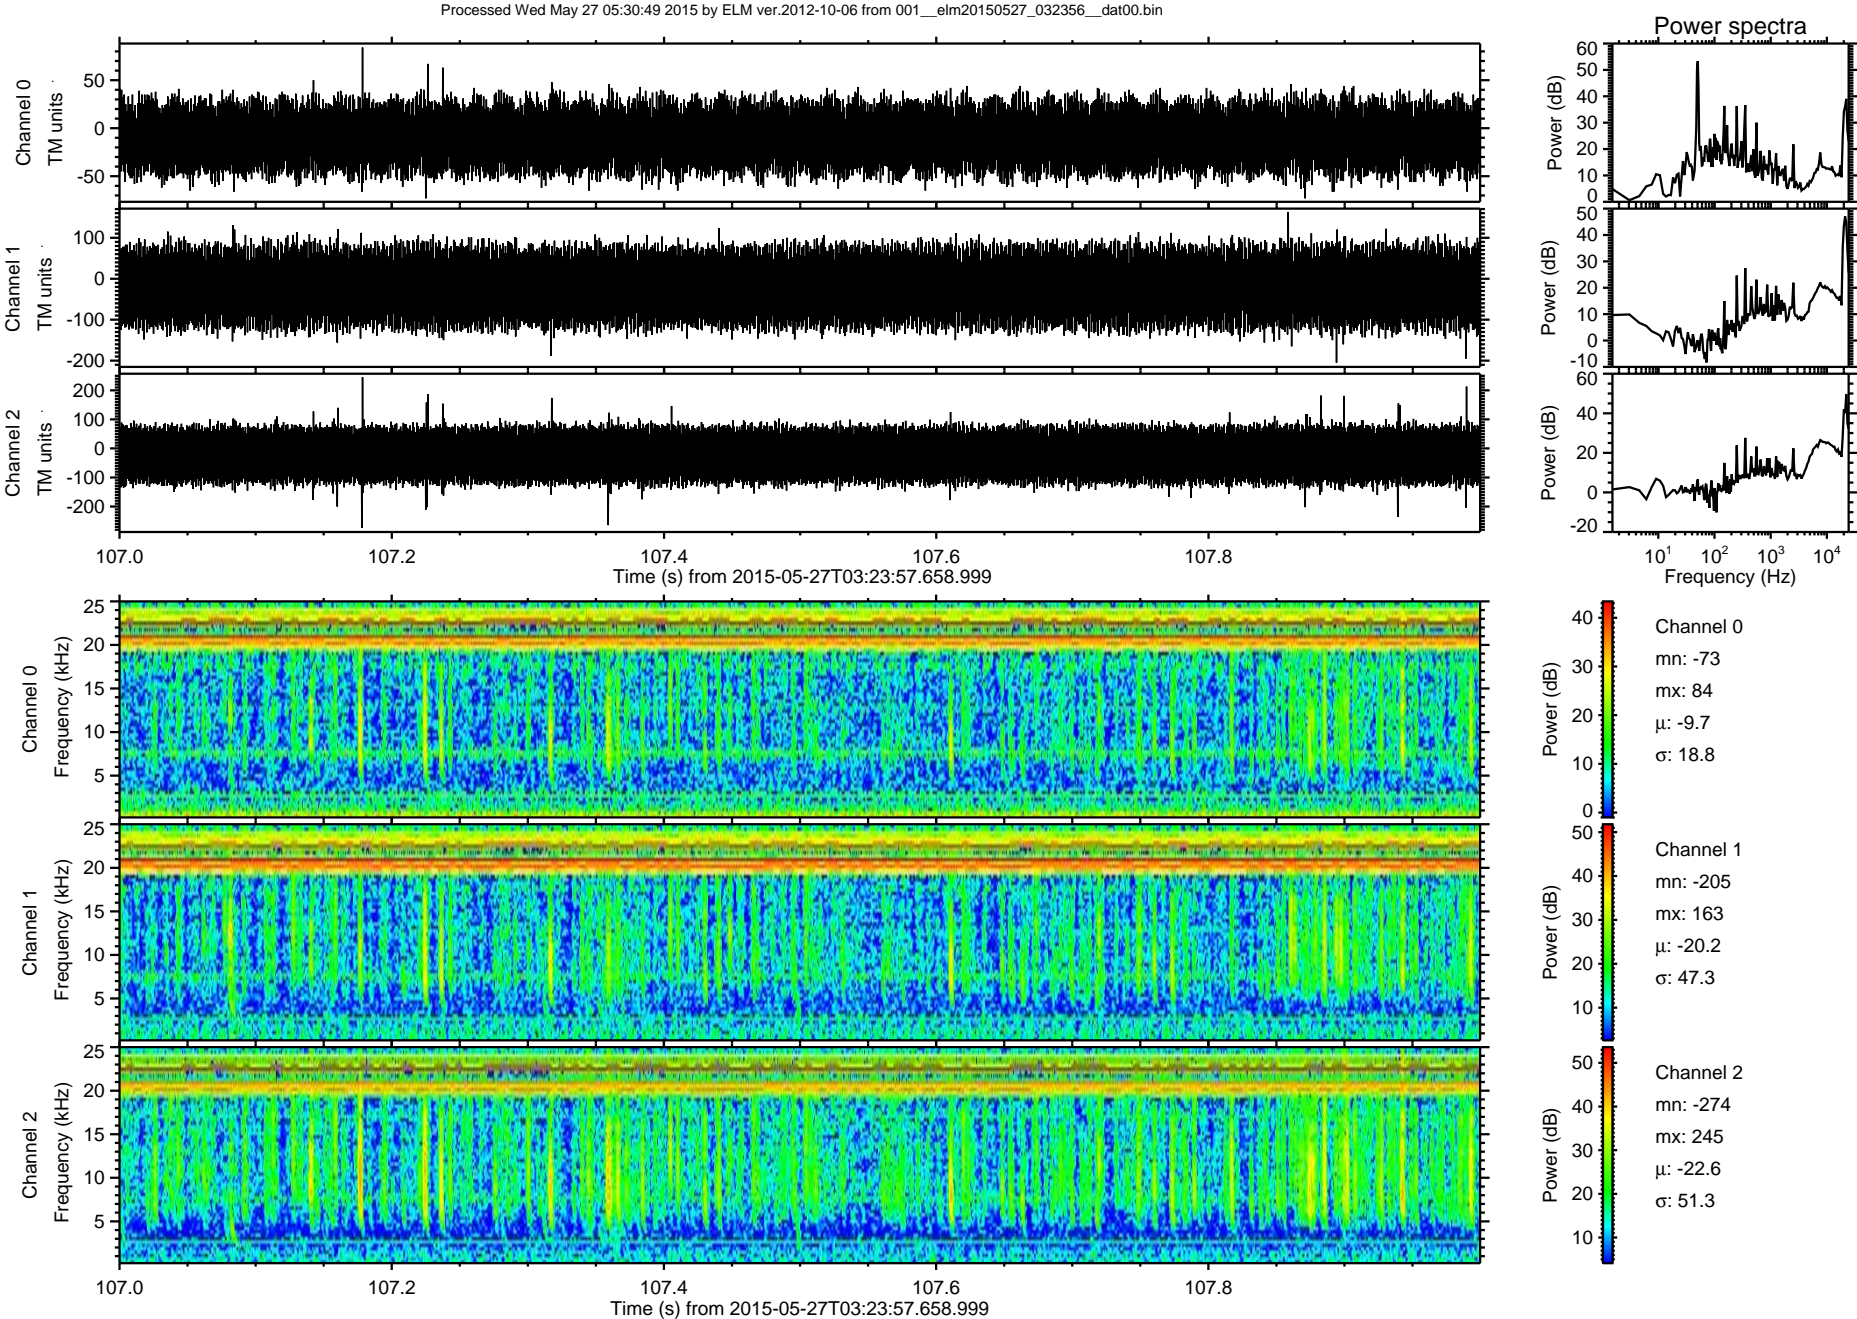 Processed Wed May 27 05:30:49 2015 by ELM ver.2012-10-06 from 001__elm20150527_032356__dat00.bin
Power spectra
Channel 0
TM units
50
0
-50
Power (dB)
60
50
40
30
20
10
0
Channel 1
TM units
100
0
-100
-200
Power (dB)
50
40
30
20
10
0
-10
Channel 2
TM units
200
100
0
-100
-200
Power (dB)
60
40
20
0
-20
107.0
107.2
107.4
107.6
107.8
Time (s) from 2015-05-27T03:23:57.658.999
10^1
10^2
10^3
10^4
Frequency (Hz)
Channel 0
Frequency (kHz)
25
20
15
10
5
Power (dB)
40
30
20
10
0
Channel 0
mn: -73
mx: 84
μ: -9.7
σ: 18.8
Channel 1
Frequency (kHz)
25
20
15
10
5
Power (dB)
50
40
30
20
10
Channel 1
mn: -205
mx: 163
μ: -20.2
σ: 47.3
Channel 2
Frequency (kHz)
25
20
15
10
5
Power (dB)
50
40
30
20
10
Channel 2
mn: -274
mx: 245
μ: -22.6
σ: 51.3
107.0
107.2
107.4
107.6
107.8
Time (s) from 2015-05-27T03:23:57.658.999